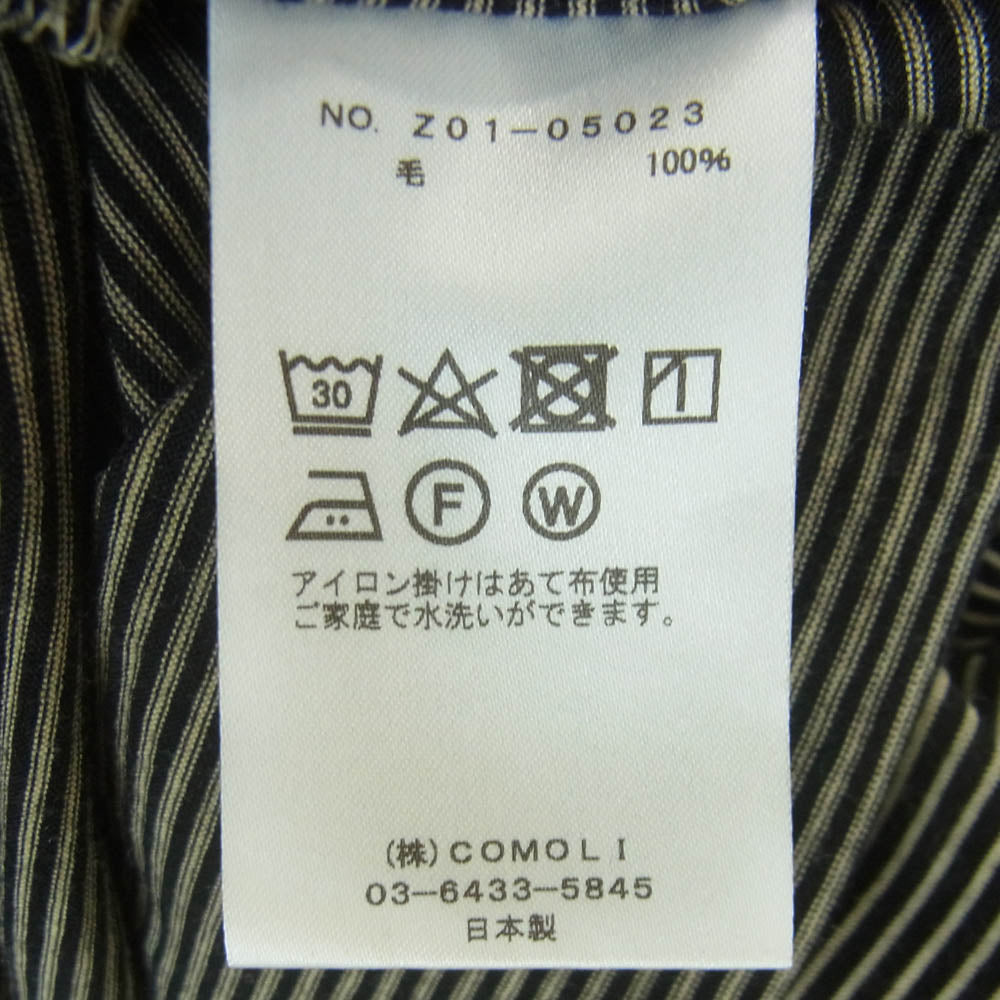 NO. Z01-05023
毛 100%
30
F W
アイロン掛けはあて布使用
ご家庭で水洗いができます。
(株)COMOLI
03-6433-5845
日本製